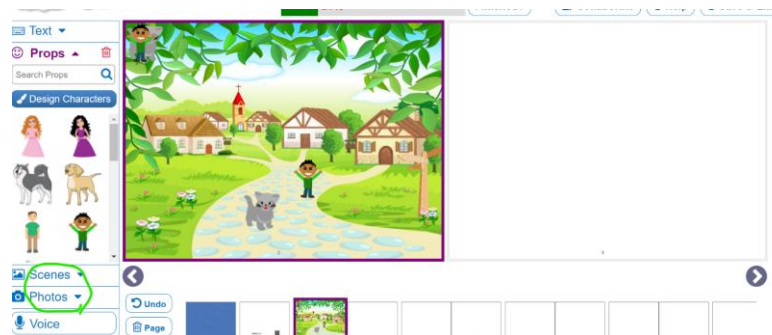 Text
Props
Search Props
Design Characters
Scenes
Photos
Voice
Undo
Page